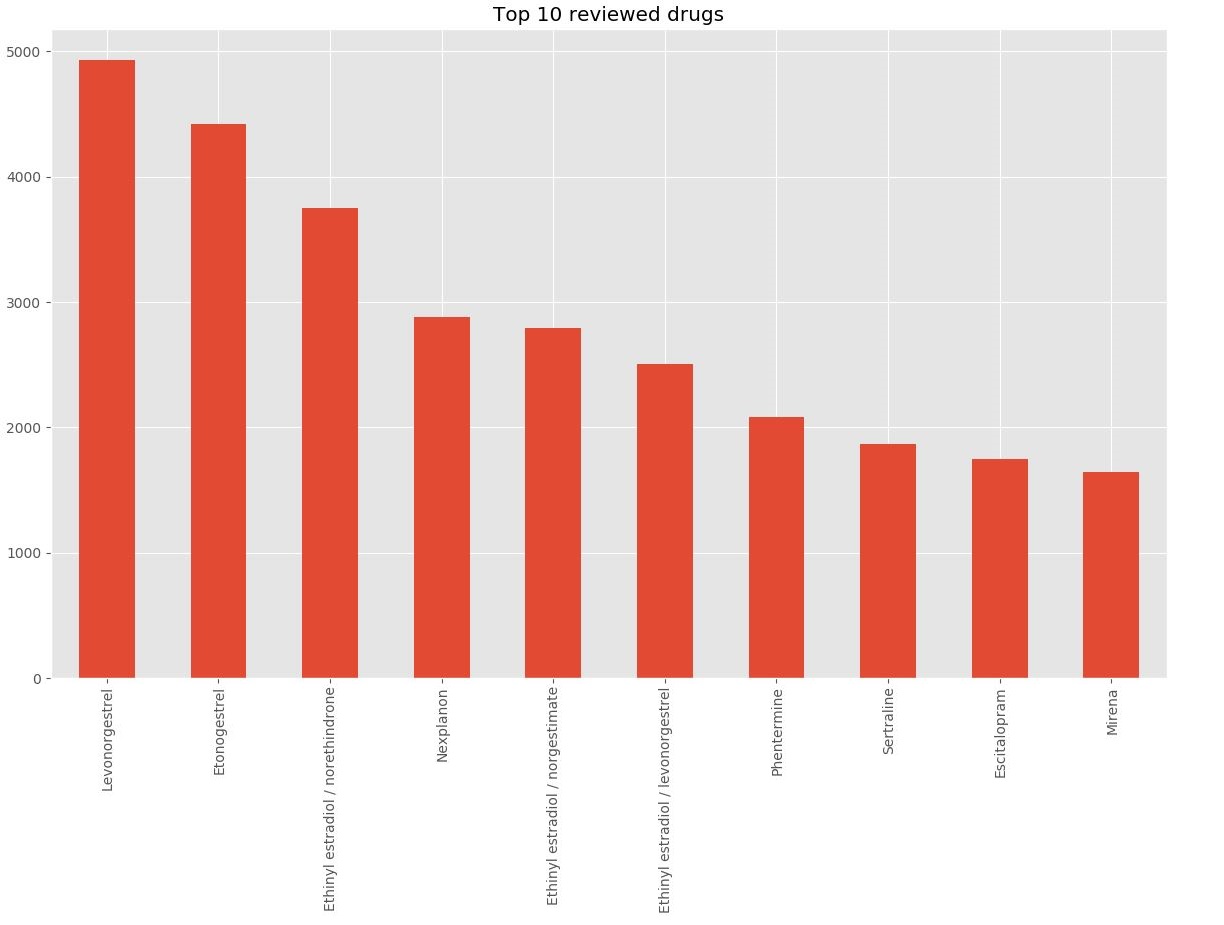 Top 10 reviewed drugs
5000
4000
3000
2000
1000
0
Levonorgestrel
Etonogestrel
Ethinyl estradiol / norethindrone
Nexplanon
Ethinyl estradiol / norgestimate
Ethinyl estradiol / levonorgestrel
Phentermine
Sertraline
Escitalopram
Mirena